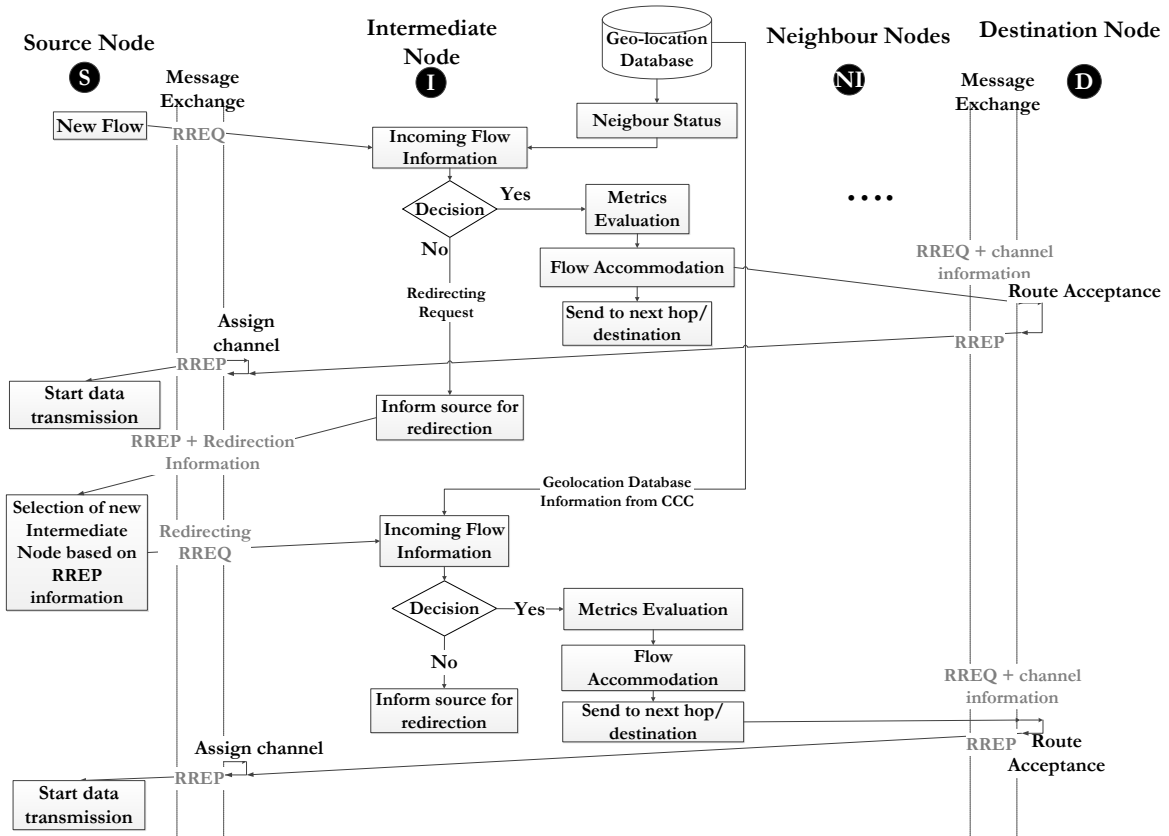 Source Node
S
Intermediate
Node
I
Geo-location
Database
Neighbour Nodes
NI
Destination Node
D
Message
Exchange
Message
Exchange
New Flow
RREQ
Incoming Flow
Information
Neigbour Status
Decision
Yes
No
Metrics
Evaluation
....
Flow Accommodation
RREQ + channel
information
Route Acceptance
Redirecting
Request
Send to next hop/
destination
Assign
channel
RREP
RREP
Start data
transmission
Inform source for
redirection
RREP + Redirection
Information
Geolocation Database
Information from CCC
Selection of new
Intermediate
Node based on
RREP
information
Redirecting
RREQ
Incoming Flow
Information
Decision
Yes
Metrics Evaluation
No
Flow
Accommodation
RREQ + channel
information
Inform source for
redirection
Send to next hop/
destination
Assign channel
RREP
Route
Acceptance
RREP
Start data
transmission